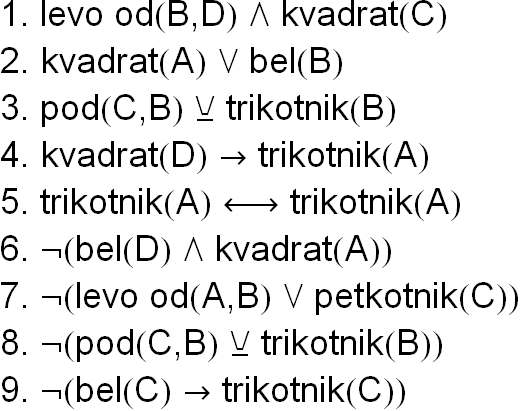 1. levo od(B,D) ∧ kvadrat(C)
2. kvadrat(A) ∨ bel(B)
3. pod(C,B) ⊻ trikotnik(B)
4. kvadrat(D) → trikotnik(A)
5. trikotnik(A) ⟷ trikotnik(A)
6. ¬(bel(D) ∧ kvadrat(A))
7. ¬(levo od(A,B) ∨ petkotnik(C))
8. ¬(pod(C,B) ⊻ trikotnik(B))
9. ¬(bel(C) → trikotnik(C))